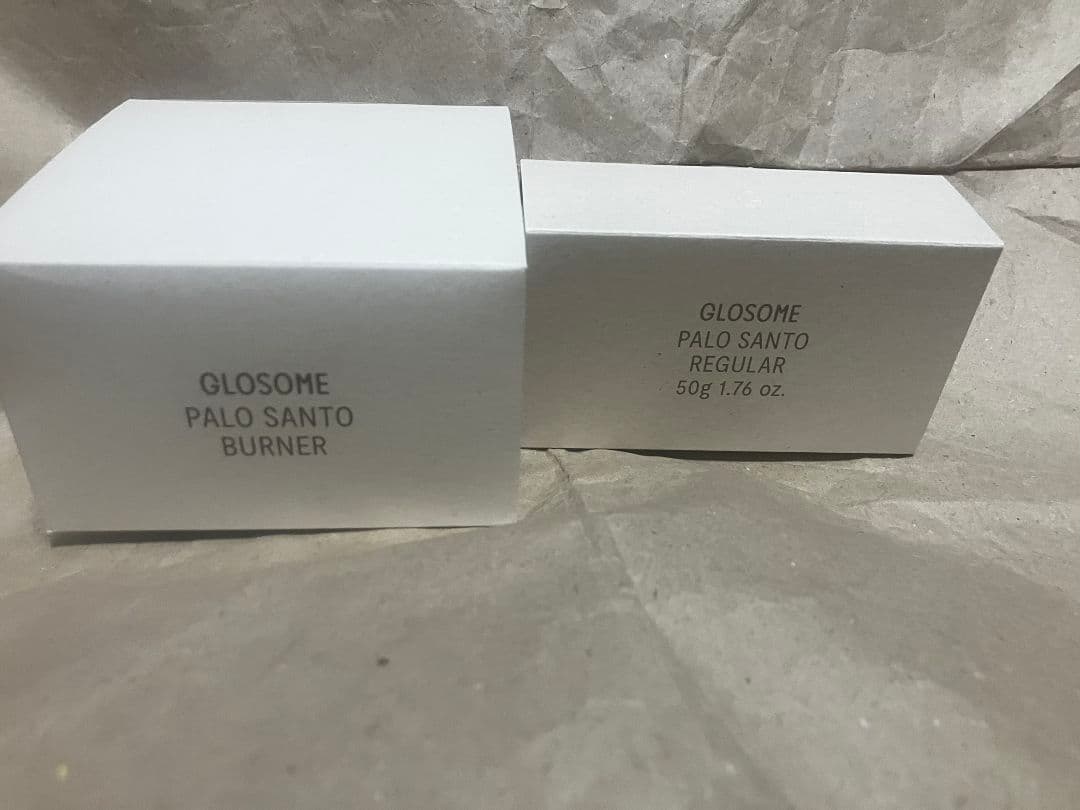 GLOSOME
PALO SANTO
BURNER
GLOSOME
PALO SANTO
REGULAR
50g 1.76 oz.